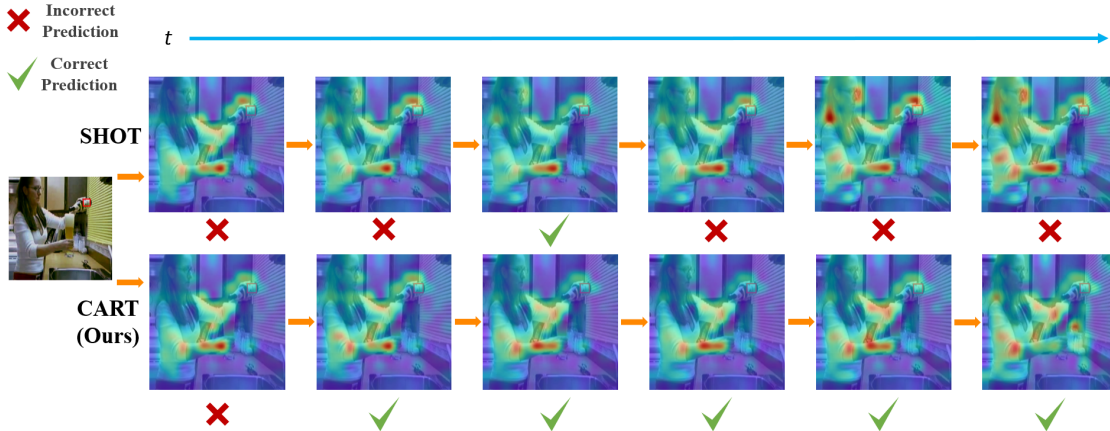 Incorrect
Prediction
Correct
Prediction
t
SHOT
CART
(Ours)